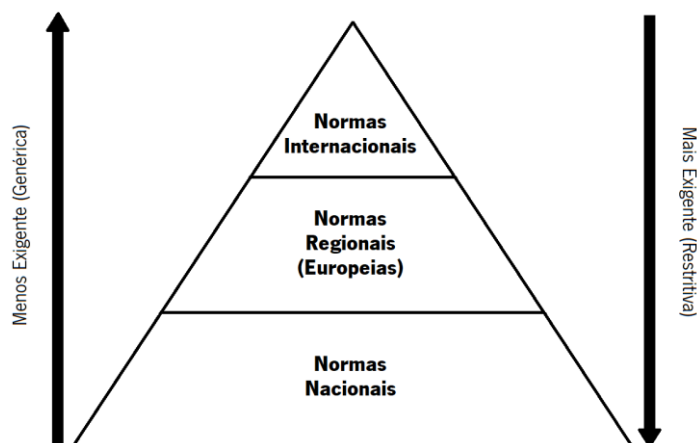 Menos Exigente (Genérica)
Normas
Internacionais
Normas
Regionais
(Europeias)
Normas
Nacionais
Mais Exigente (Restritiva)